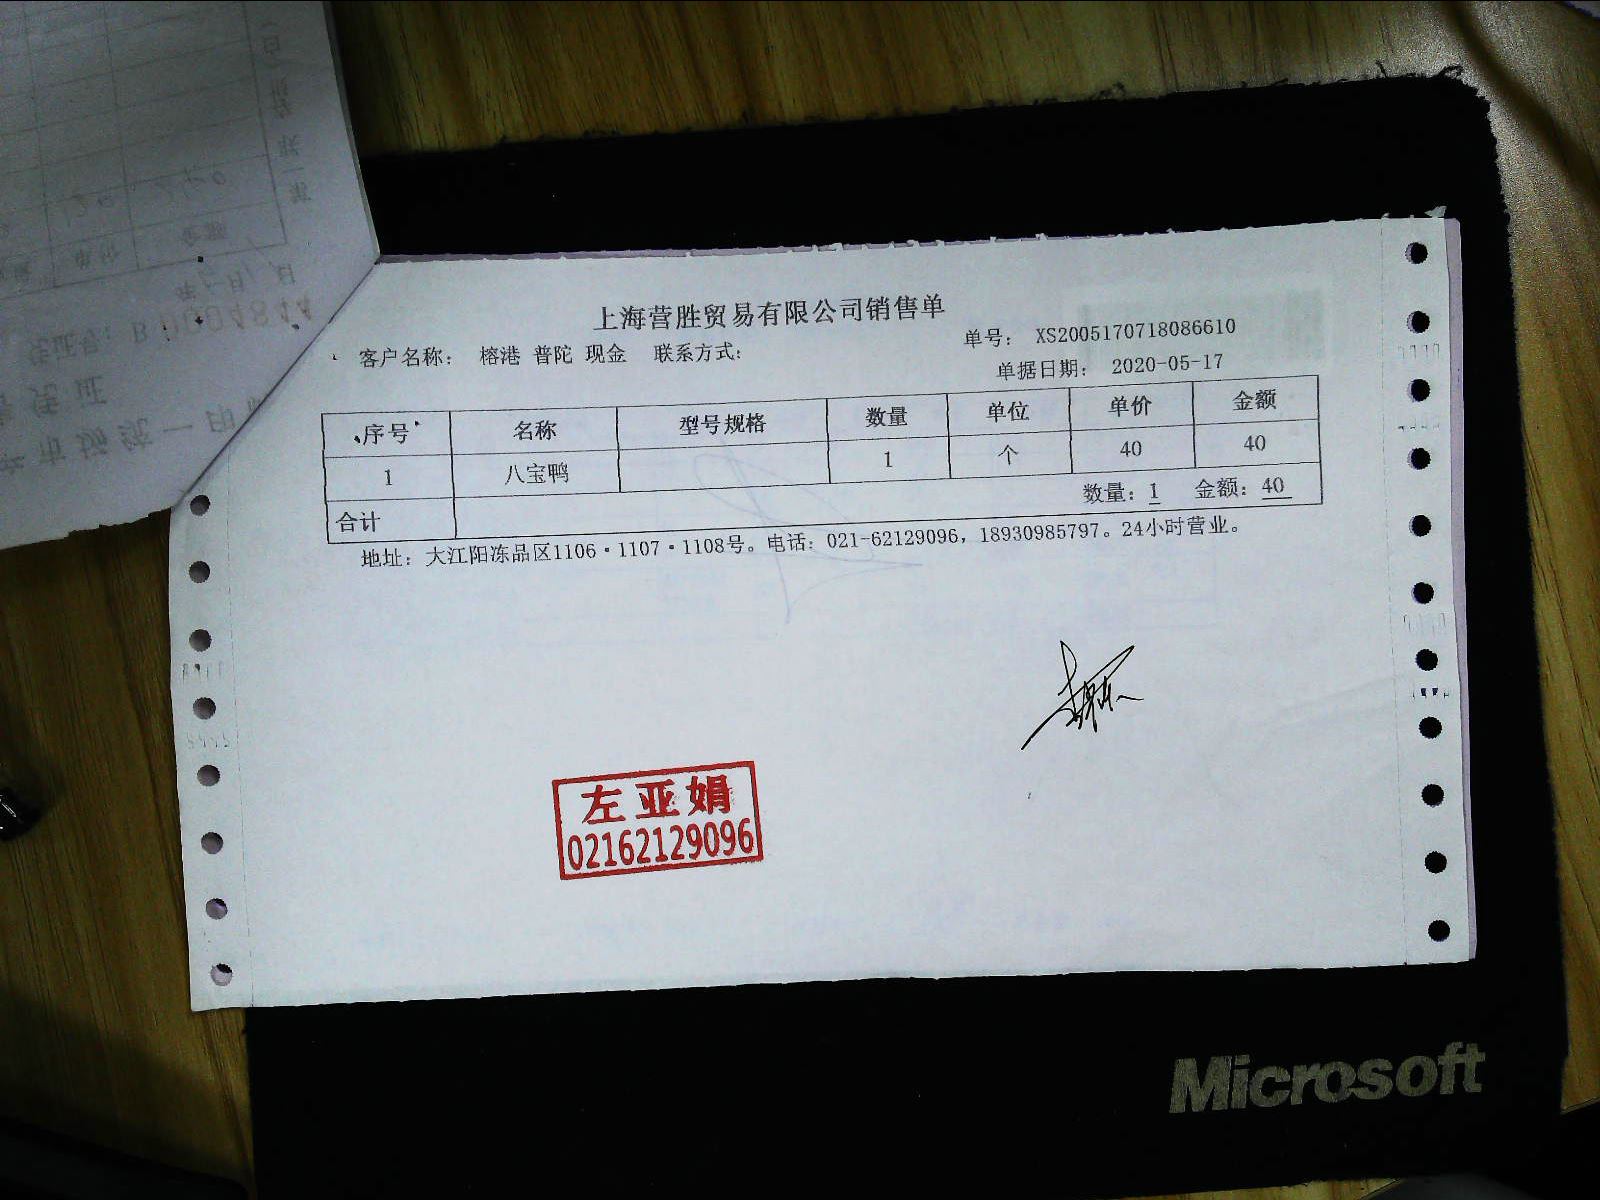 上海营胜贸易有限公司销售单
单号： XS2005170718086610
客户名称： 榕港 普陀 现金 联系方式：
单据日期： 2020-05-17
序号 名称 型号规格 数量 单位 单价 金额
1 八宝鸭 1 个 40 40
合计 数量：1 金额：40
地址：大江阳冻品区1106·1107·1108号。电话：021-62129096，18930985797。24小时营业。
左亚娟
02162129096
Microsoft